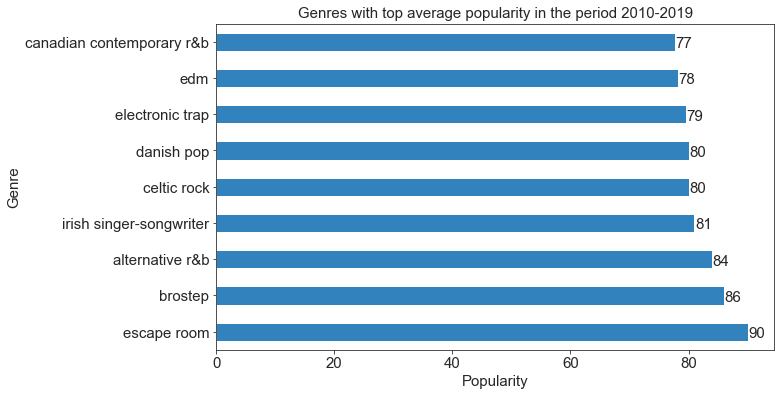 Genres with top average popularity in the period 2010-2019
canadian contemporary r&b 77
edm 78
electronic trap 79
danish pop 80
celtic rock 80
irish singer-songwriter 81
alternative r&b 84
brostep 86
escape room 90
0 20 40 60 80
Popularity
Genre